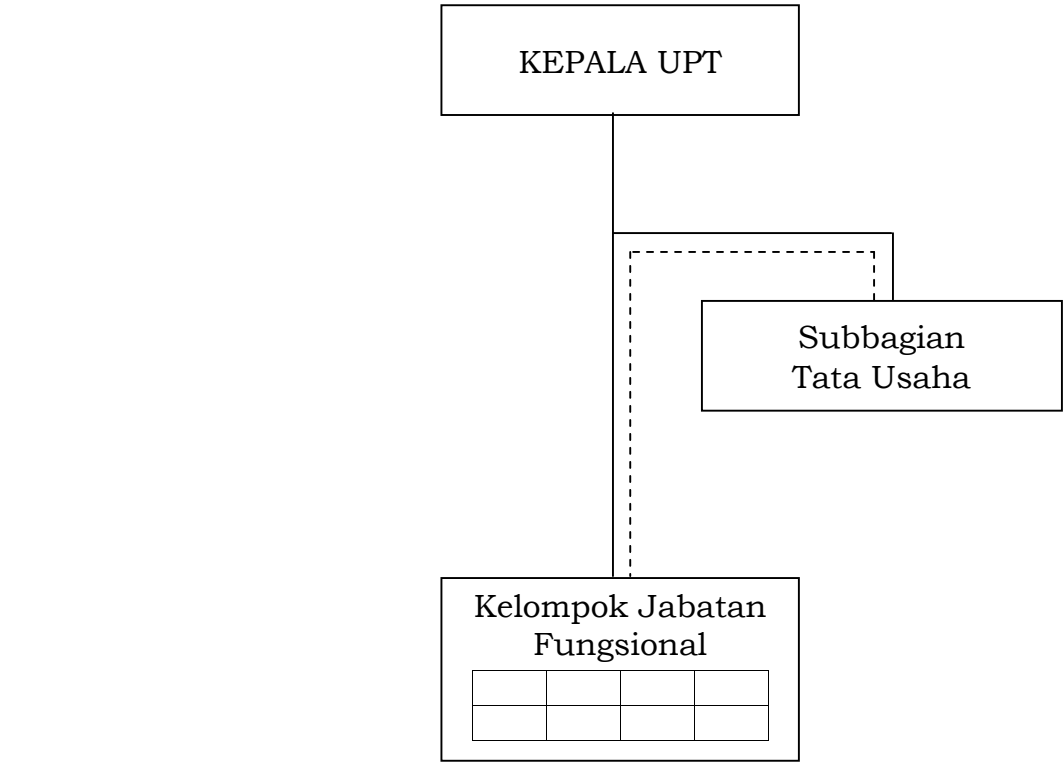 KEPALA UPT
Subbagian
Tata Usaha
Kelompok Jabatan
Fungsional